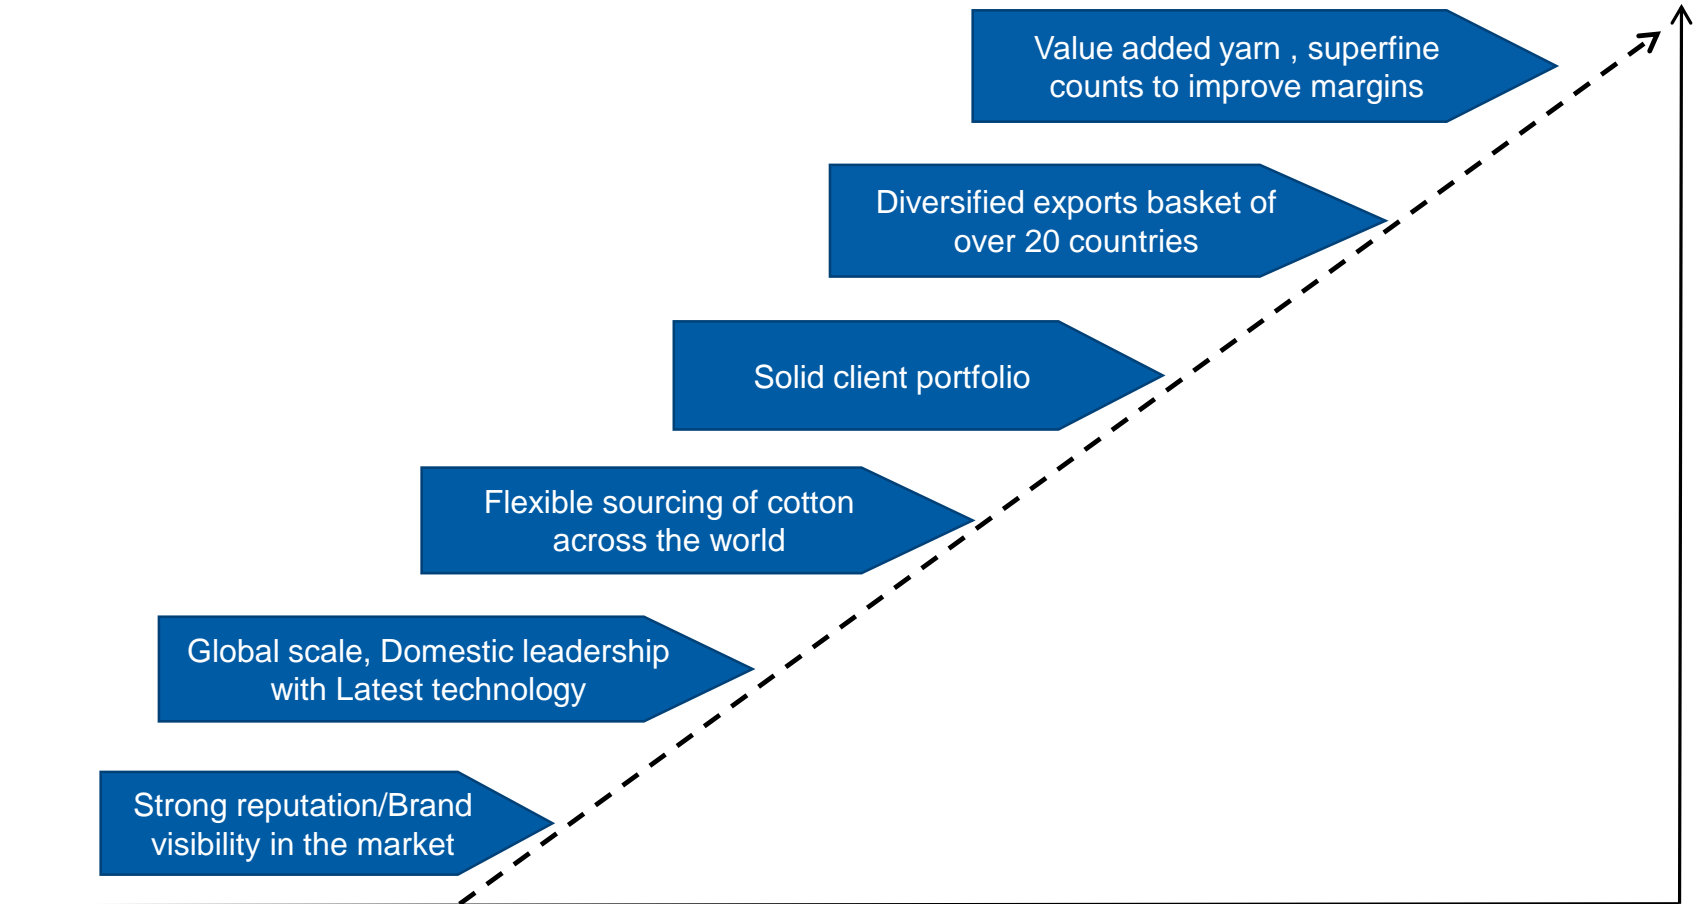 Value added yarn , superfine
counts to improve margins
Diversified exports basket of
over 20 countries
Solid client portfolio
Flexible sourcing of cotton
across the world
Global scale, Domestic leadership
with Latest technology
Strong reputation/Brand
visibility in the market